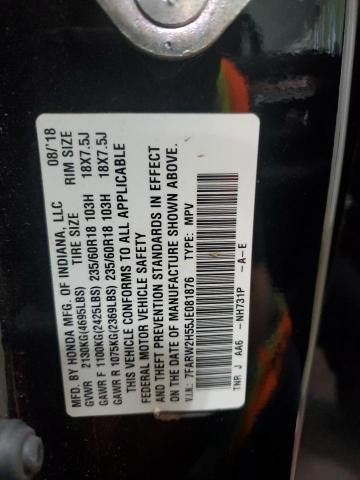 MFD. BY HONDA MFG. OF INDIANA, LLC 08/'18
TIRE SIZE RIM SIZE
GVWR 2130KG(4695LBS)
GAWR F 1100KG(2425LBS) 235/60R18 103H 18X7.5J
GAWR R 1075KG(2369LBS) 235/60R18 103H 18X7.5J
THIS VEHICLE CONFORMS TO ALL APPLICABLE
FEDERAL MOTOR VEHICLE SAFETY
AND THEFT PREVENTION STANDARDS IN EFFECT
ON THE DATE OF MANUFACTURE SHOWN ABOVE.
V.I.N.: 7FARW2H55JE081876 TYPE: MPV
TNR J AA6 -NH731P -A-E